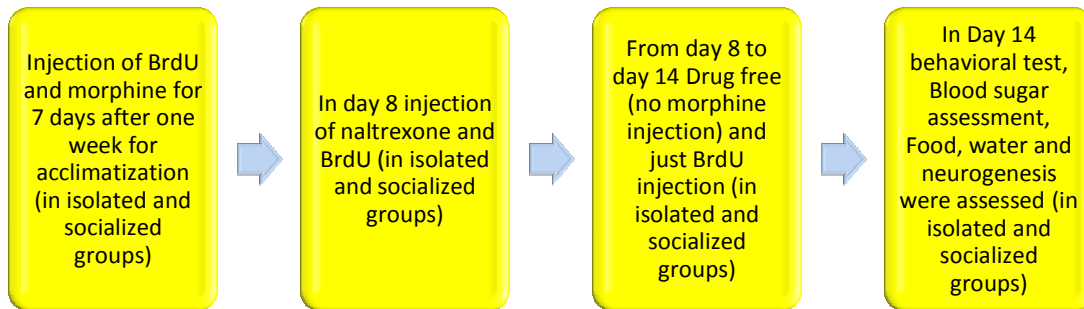 Injection of BrdU
and morphine for
7 days after one
week for
acclimatization
(in isolated and
socialized
groups)
In day 8 injection
of naltrexone and
BrdU (in isolated
and socialized
groups)
From day 8 to
day 14 Drug free
(no morphine
injection) and
just BrdU
injection (in
isolated and
socialized
groups)
In Day 14
behavioral test,
Blood sugar
assessment,
Food, water and
neurogenesis
were assessed (in
isolated and
socialized
groups)